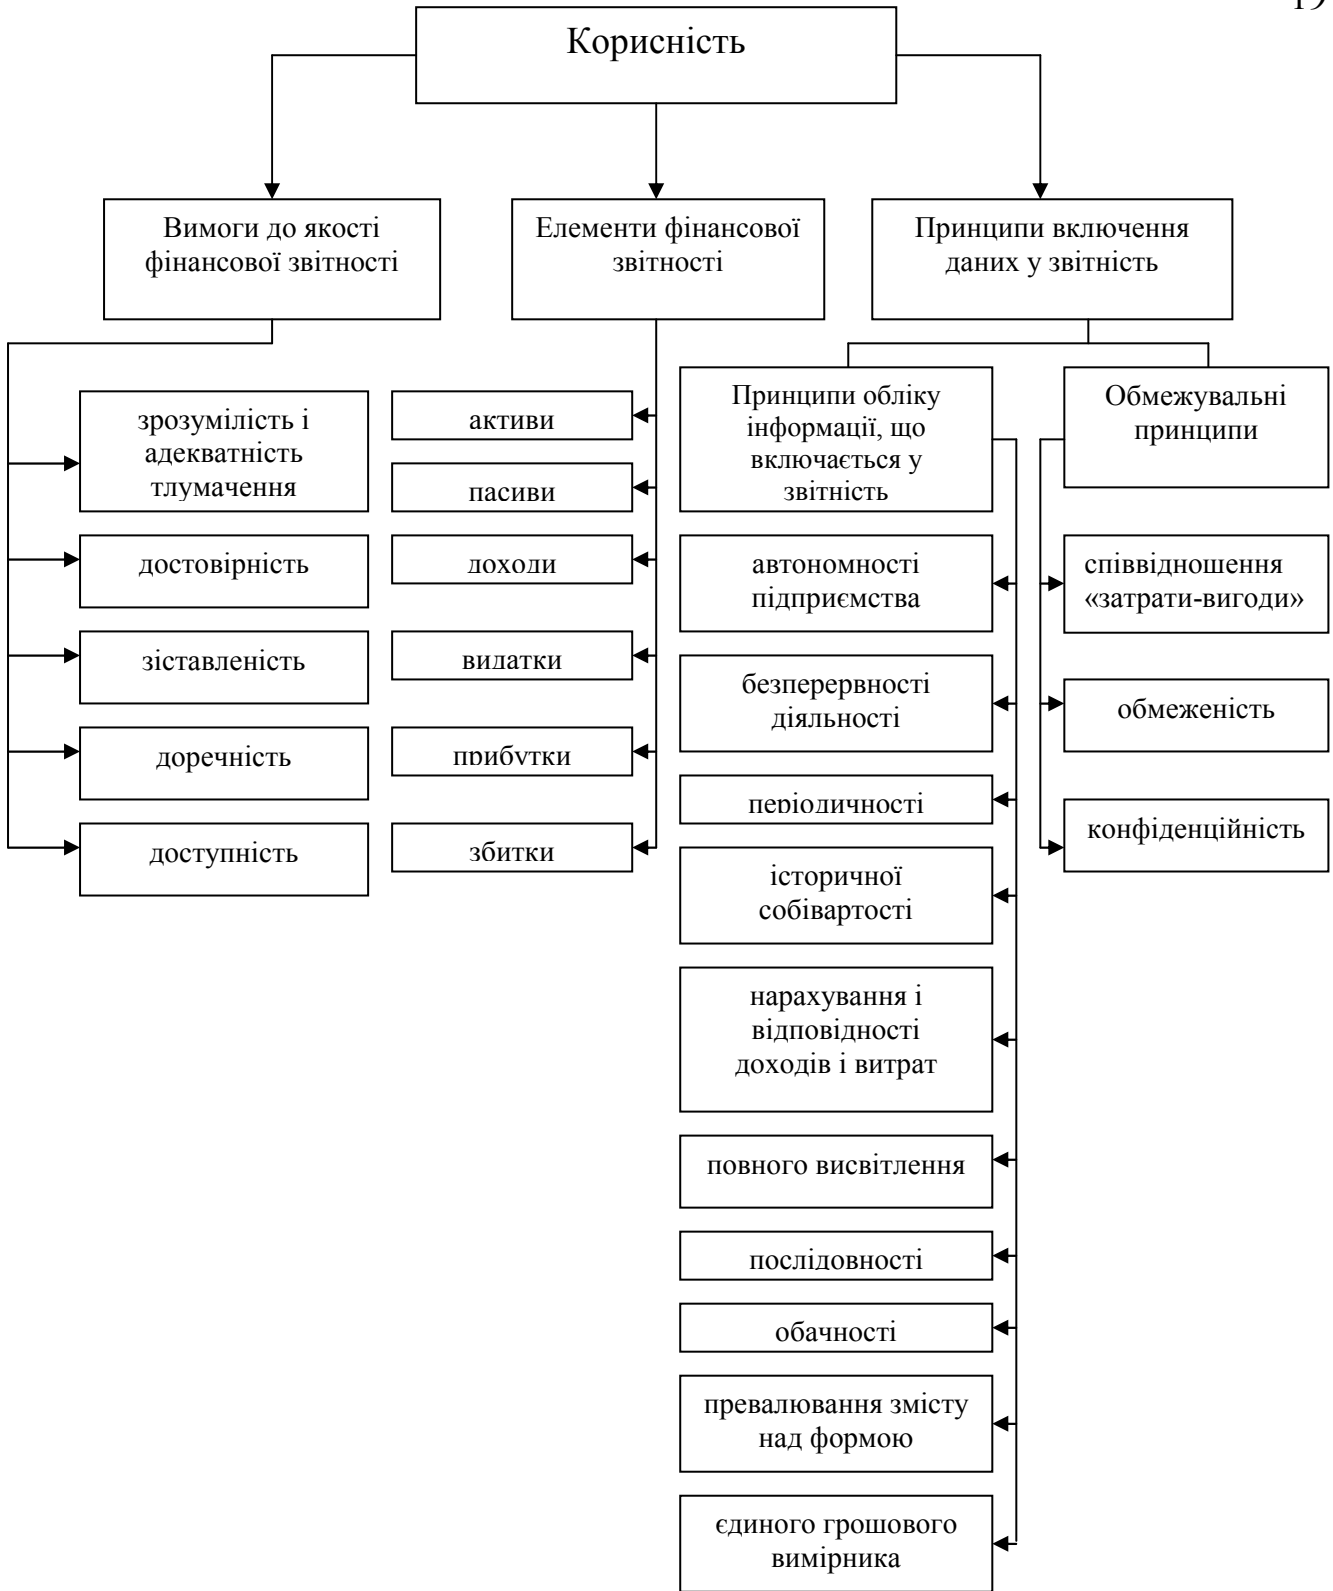 19
Корисність
Вимоги до якості
фінансової звітності
Елементи фінансової
звітності
Принципи включення
даних у звітність
зрозумілість і
адекватність
тлумачення
достовірність
зіставленість
доречність
доступність
активи
пасиви
доходи
видатки
прибутки
збитки
Принципи обліку
інформації, що
включається у
звітність
автономності
підприємства
безперервності
діяльності
періодичності
історичної
собівартості
нарахування і
відповідності
доходів і витрат
повного висвітлення
послідовності
обачності
превалювання змісту
над формою
єдиного грошового
вимірника
Обмежувальні
принципи
співвідношення
«затрати-вигоди»
обмеженість
конфіденційність